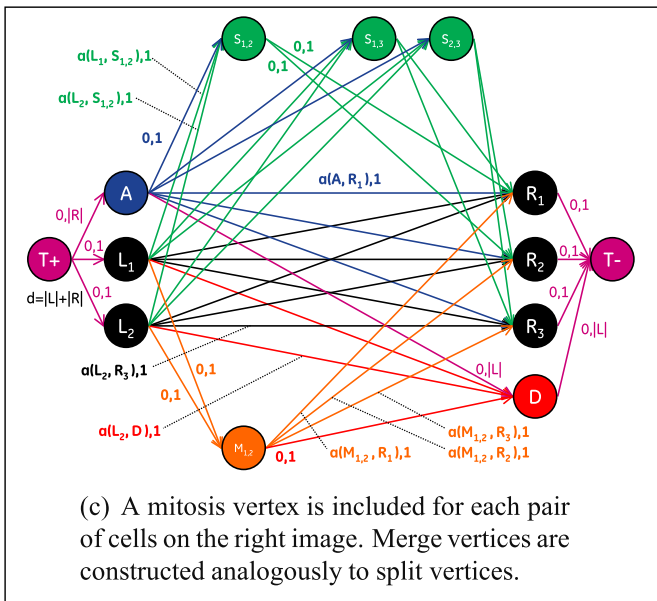 (c)
S1,2
S1,3
S2,3
0,1
0,1
a(L1, S1,2),1
a(L2, S1,2),1
0,1
A
a(A, R1),1
R1
0,|R|
0,1
T+
0,1
L1
R2
0,1
T-
d=|L|+|R|
0,1
0,1
L2
R3
0,|L|
a(L2, R3),1
0,1
0,|L|
0,1
D
a(L2, D),1
M1,2
0,1
a(M1,2, R1),1
a(M1,2, R3),1
a(M1,2, R2),1
(c) A mitosis vertex is included for each pair
of cells on the right image. Merge vertices are
constructed analogously to split vertices.